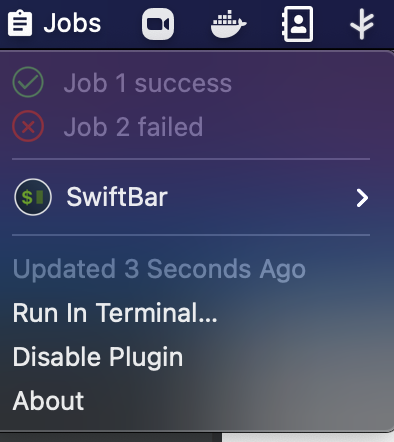 Jobs
Job 1 success
Job 2 failed
$
SwiftBar
Updated 3 Seconds Ago
Run In Terminal...
Disable Plugin
About